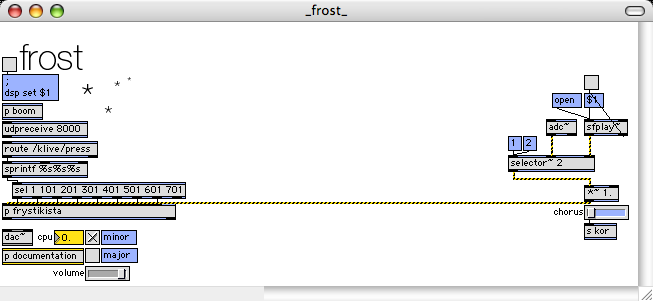 _frost_
frost
;
dsp set $1
* * *
*
p boom
open $1
udpreceive 8000
adc~ sfplay~
route /klive/press
1 2
sprintf %s%s%s
selector~ 2
sel 1 101 201 301 401 501 601 701
*~ 1.
p frystikista
chorus
dac~ cpu 0. minor
s kor
p documentation major
volume